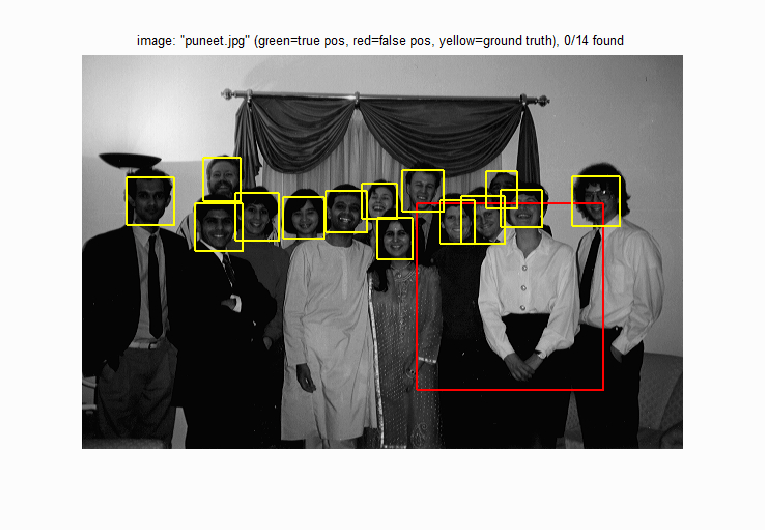 image: "puneet.jpg" (green=true pos, red=false pos, yellow=ground truth), 0/14 found